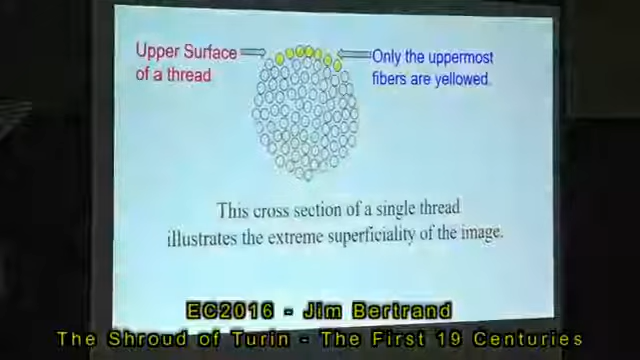 Upper Surface
of a thread
Only the uppermost
fibers are yellowed.
This cross section of a single thread
illustrates the extreme superficiality of the image.
EC2016 - Jim Bertrand
The Shroud of Turin - The First 19 Centuries